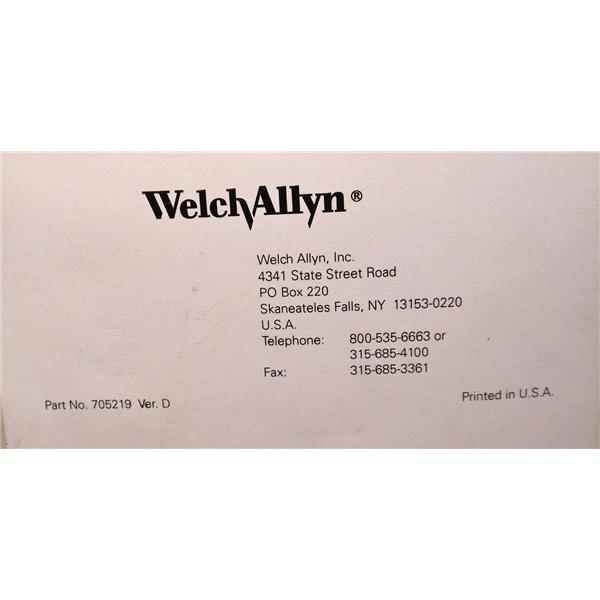 WelchAllyn®
Welch Allyn, Inc.
4341 State Street Road
PO Box 220
Skaneateles Falls, NY 13153-0220
U.S.A.
Telephone: 800-535-6663 or
315-685-4100
Fax: 315-685-3361
Part No. 705219 Ver. D
Printed in U.S.A.